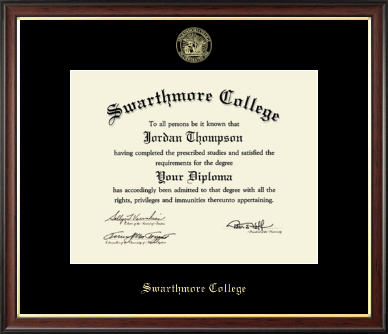 Swarthmore College
To all persons be it known that
Jordan Thompson
having completed the prescribed studies and satisfied the
requirements for the degree
Your Diploma
has accordingly been admitted to that degree with all the
rights, privileges and immunities thereunto appertaining.
Swarthmore College